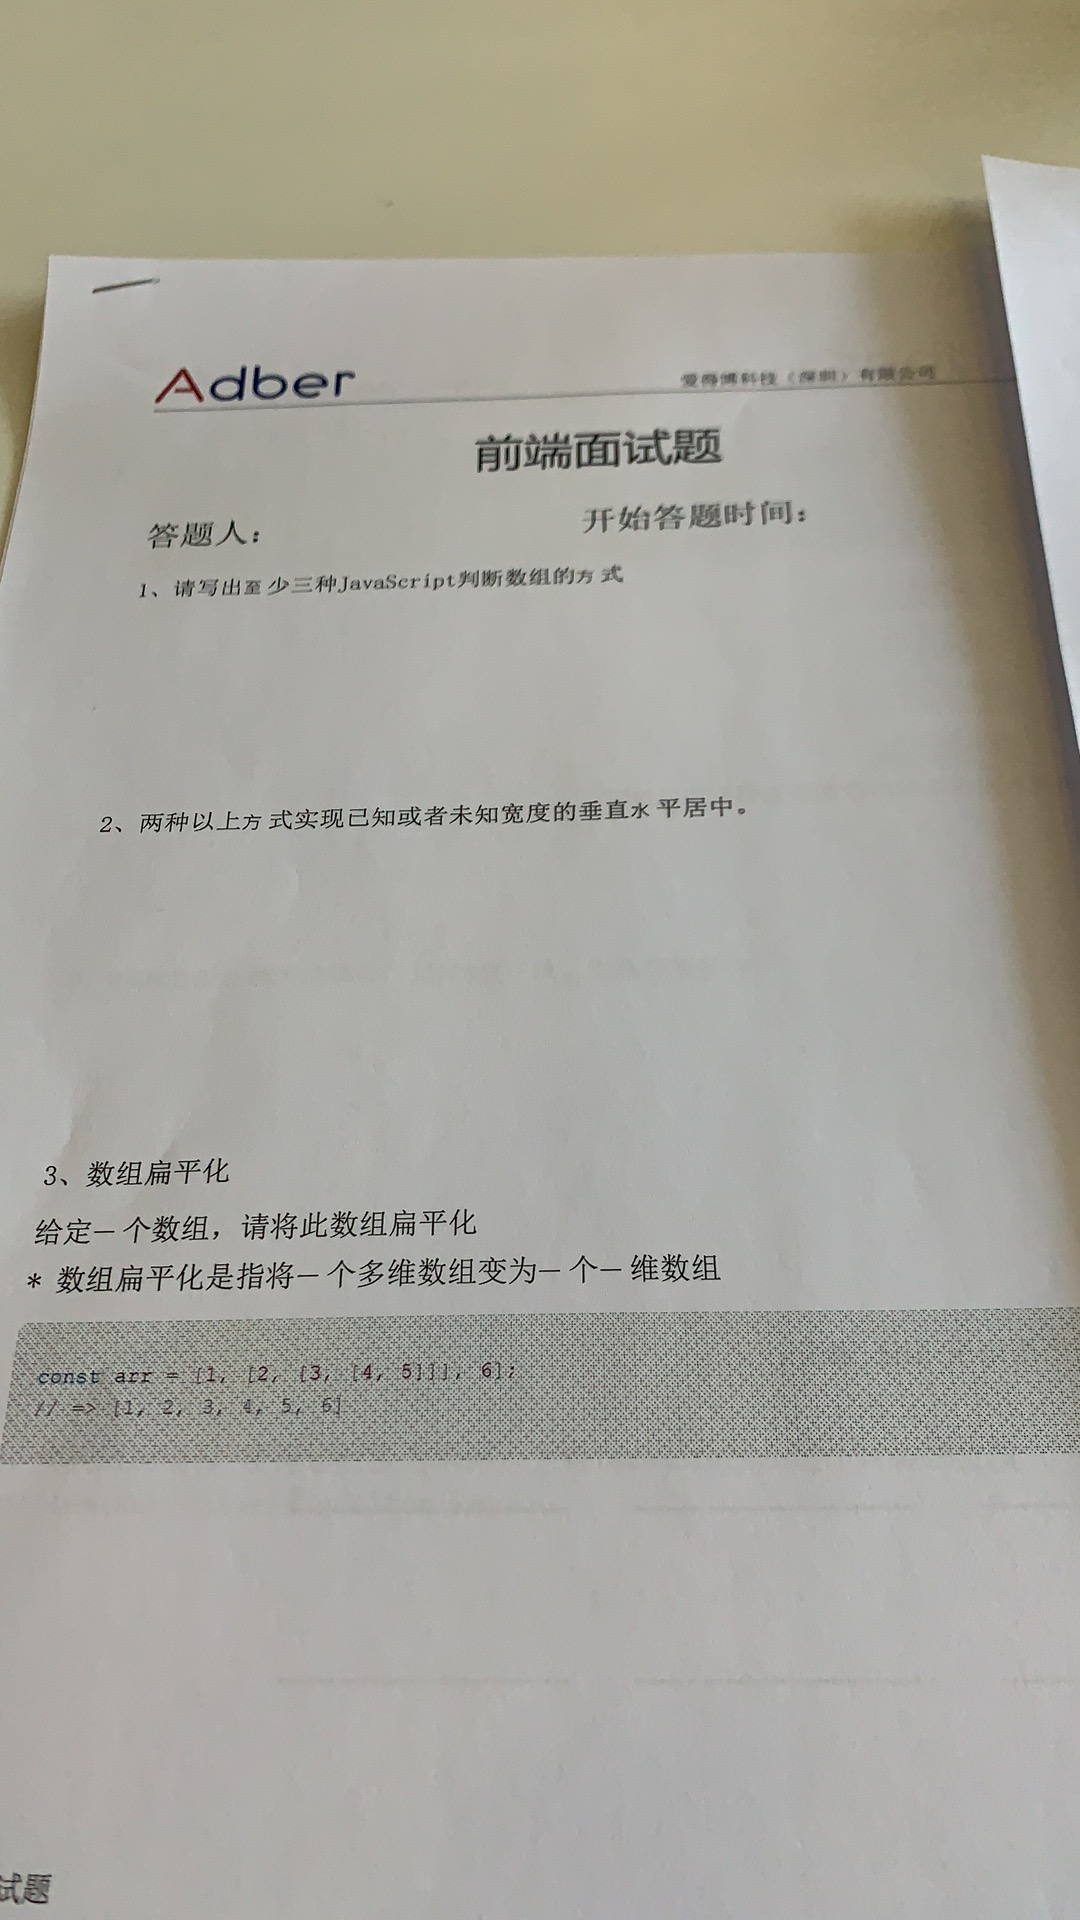 Adber
爱得博科技（深圳）有限公司
前端面试题
答题人：
开始答题时间：
1、请写出至少三种JavaScript判断数组的方式
2、两种以上方式实现已知或者未知宽度的垂直水平居中。
3、数组扁平化
给定一个数组，请将此数组扁平化
* 数组扁平化是指将一个多维数组变为一个一维数组
const arr = [1, [2, [3, [4, 5]]], 6];
// => [1, 2, 3, 4, 5, 6]
试题